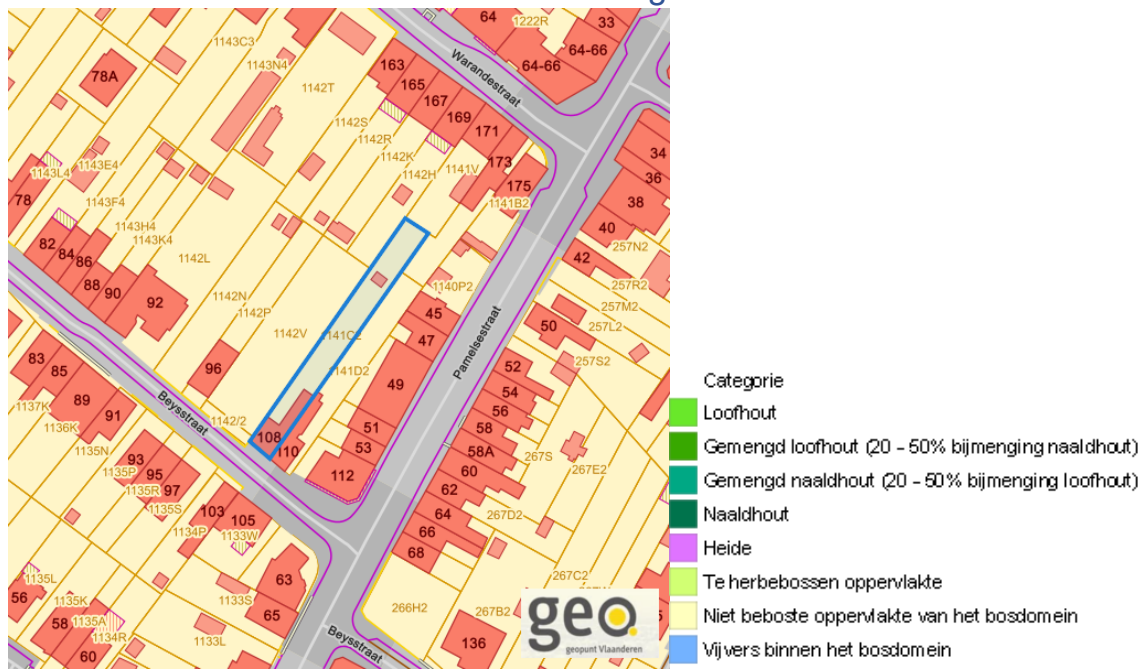 64
1222R
33
64-66
64-66
1143C3
1143N4
78A
1142T
163
165
167
169
171
173
175
Warandestraat
1142S
1142R
1142K
1142H
1141V
1141B2
34
36
38
40
42
257N2
257R2
257M2
257L2
257S2
1143L4
1143E4
78
1143F4
1143H4
1143K4
82
84
86
88
90
92
1142L
1142N
1142P
1142V
1141C2
1141D2
1140P2
45
47
49
51
53
112
Pamelsestraat
50
52
54
56
58
58A
60
62
64
66
68
267S
267E2
267D2
267C2
267B2
266H2
136
83
85
89
91
1137K
1136K
1135N
96
Beysstraat
1142/2
108
110
93
95
97
1135P
1135R
1135S
103
105
1134P
1133W
63
65
1133S
1133L
1135L
1135K
1135A
1134R
56
58
60
Beysstraat
geo.
geopunt Vlaanderen
Categorie
Loofhout
Gemengd loofhout (20 - 50% bijmenging naaldhout)
Gemengd naaldhout (20 - 50% bijmenging loofhout)
Naaldhout
Heide
Te herbebossen oppervlakte
Niet beboste oppervlakte van het bosdomein
Vijvers binnen het bosdomein